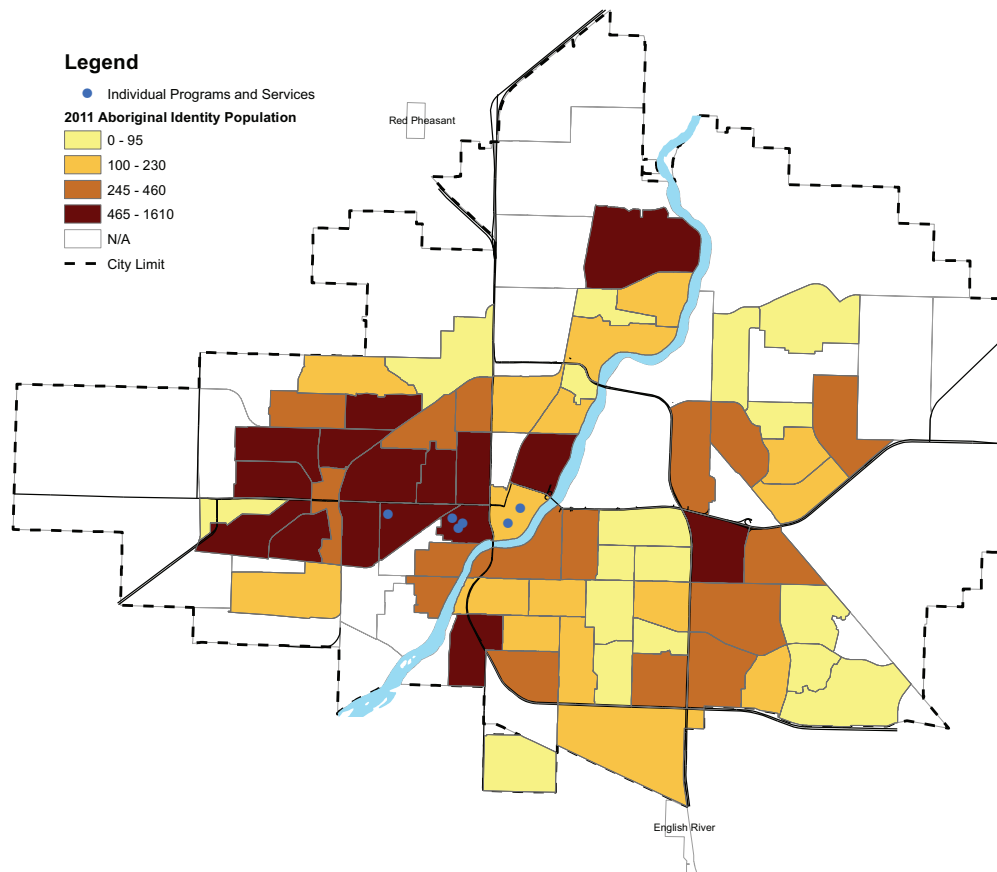 Legend
Individual Programs and Services
2011 Aboriginal Identity Population
0 - 95
100 - 230
245 - 460
465 - 1610
N/A
City Limit
Red Pheasant
English River